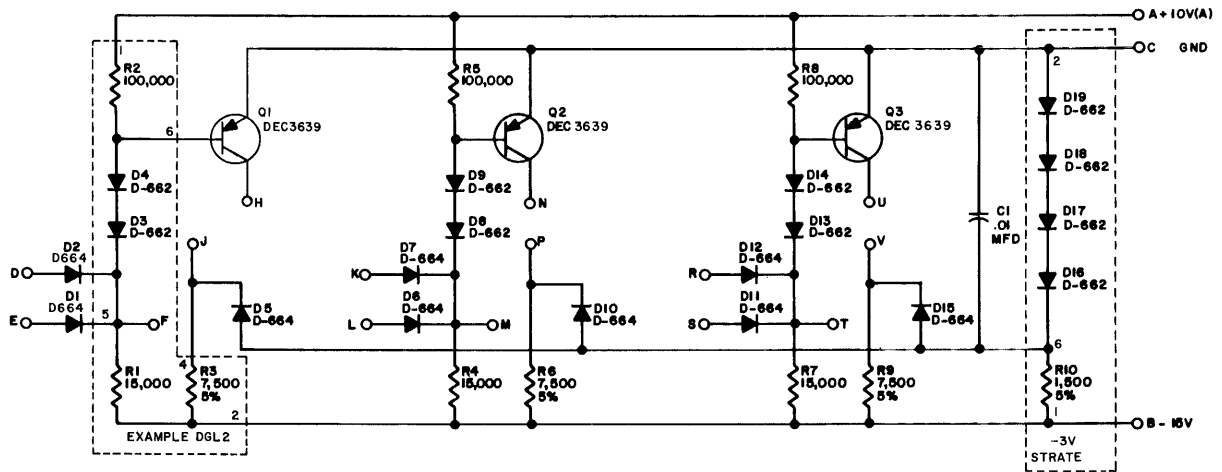 A+10V(A)
C GND
1
R2
100,000
R5
100,000
R8
100,000
2
D19
D-662
Q1
DEC3639
Q2
DEC 3639
Q3
DEC 3639
6
D4
D-662
D9
D-662
D14
D-662
D18
D-662
H
N
U
C1
.01
MFD
D3
D-662
D8
D-662
D13
D-662
D17
D-662
J
P
V
D2
D664
D7
D-664
D12
D-664
D
K
R
D16
D-662
D1
D664
D6
D-664
D11
D-664
E
5
F
D5
D-664
L
M
D10
D-664
S
T
D15
D-664
6
4
R1
15,000
R3
7,500
5%
R4
15,000
R6
7,500
5%
R7
15,000
R9
7,500
5%
R10
1,500
5%
2
1
B-15V
EXAMPLE DGL2
-3V
STRATE